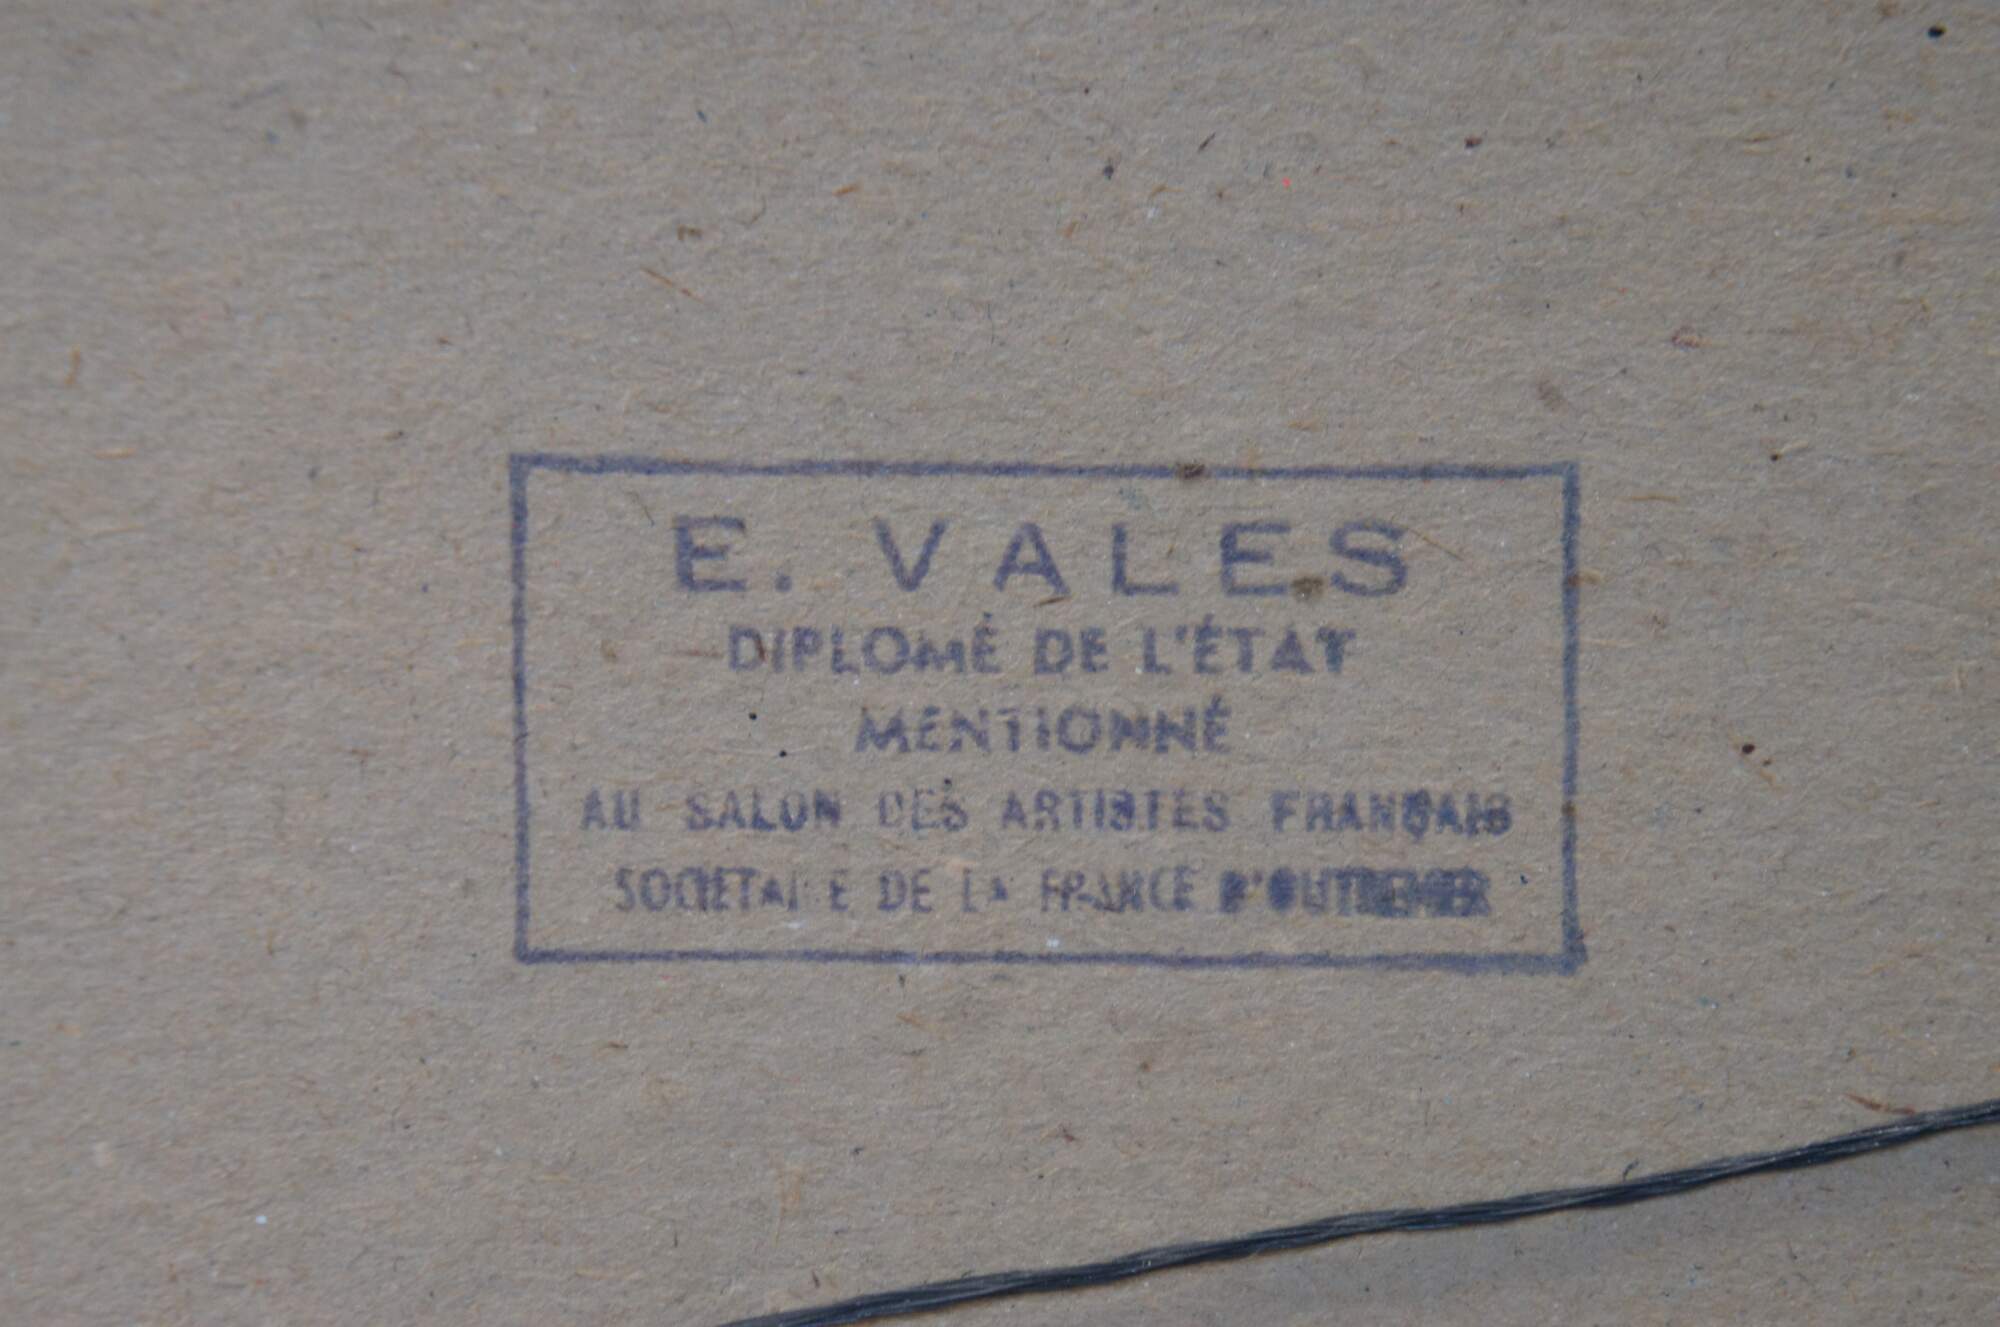 E. VALES
DIPLOMÉ DE L'ÉTAT
MENTIONNÉ
AU SALON DES ARTISTES FRANÇAIS
SOCIETAIRE DE LA FRANCE D'OUTREMER